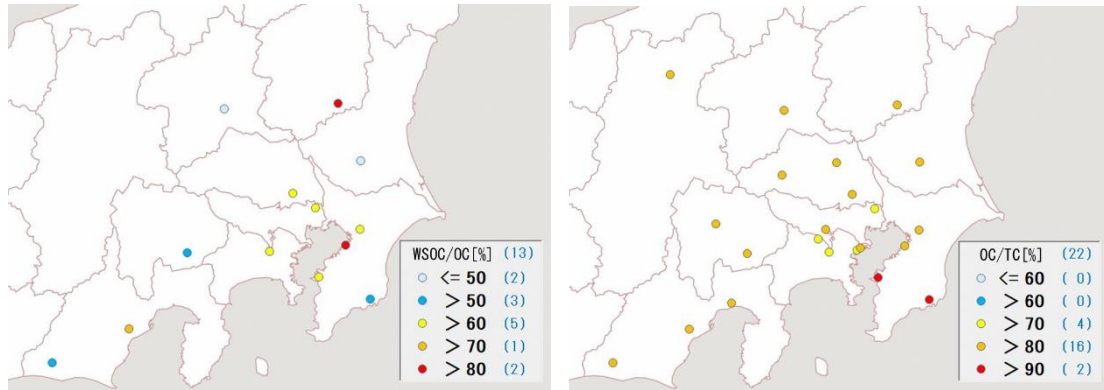 WSOC/OC[%] (13)
<= 50 (2)
> 50 (3)
> 60 (5)
> 70 (1)
> 80 (2)
OC/TC[%] (22)
<= 60 ( 0)
> 60 ( 0)
> 70 ( 4)
> 80 (16)
> 90 ( 2)